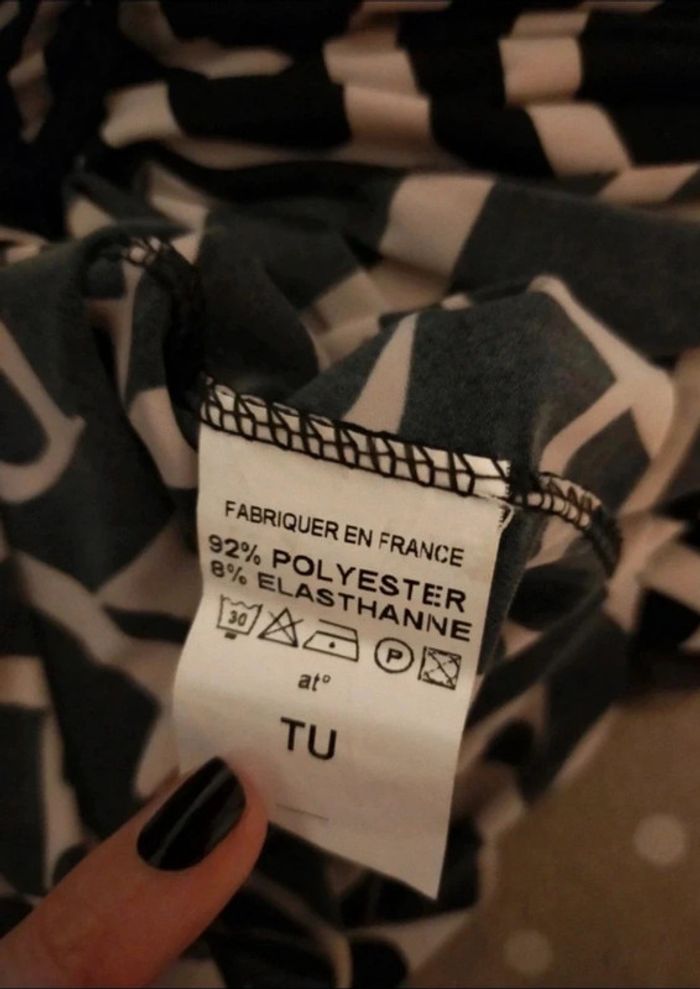 FABRIQUER EN FRANCE
92% POLYESTER
8% ELASTHANNE
30 P
at°
TU